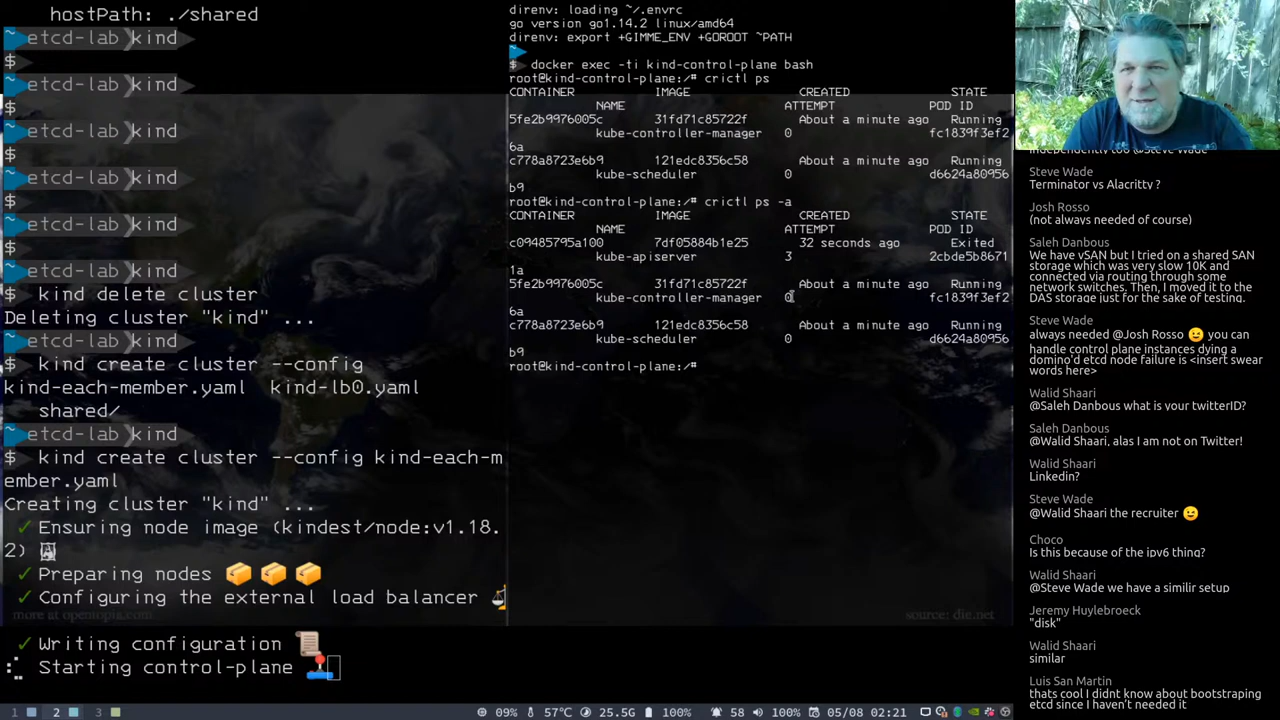 hostPath: ./shared
~ etcd-lab kind
$
~ etcd-lab kind
$
~ etcd-lab kind
$
~ etcd-lab kind
$
~ etcd-lab kind
$
~ etcd-lab kind
$ kind delete cluster
Deleting cluster "kind" ...
~ etcd-lab kind
$ kind create cluster --config
kind-each-member.yaml kind-lb0.yaml
shared/
~ etcd-lab kind
$ kind create cluster --config kind-each-m
ember.yaml
Creating cluster "kind" ...
✓ Ensuring node image (kindest/node:v1.18.
2)
✓ Preparing nodes
✓ Configuring the external load balancer
more at opentopia.com
✓ Writing configuration
Starting control-plane
direnv: loading ~/.envrc
go version go1.14.2 linux/amd64
direnv: export +GIMME_ENV +GOROOT ~PATH
~
$ docker exec -ti kind-control-plane bash
root@kind-control-plane:/# crictl ps
CONTAINER IMAGE CREATED STATE
NAME ATTEMPT POD ID
5fe2b9976005c 31fd71c85722f About a minute ago Running
kube-controller-manager 0 fc1839f3ef2
6a
c778a8723e6b9 121edc8356c58 About a minute ago Running
kube-scheduler 0 d6624a80956
b9
root@kind-control-plane:/# crictl ps -a
CONTAINER IMAGE CREATED STATE
NAME ATTEMPT POD ID
c09485795a100 7df05884b1e25 32 seconds ago Exited
kube-apiserver 3 2cbde5b8671
1a
5fe2b9976005c 31fd71c85722f About a minute ago Running
kube-controller-manager 0 fc1839f3ef2
6a
c778a8723e6b9 121edc8356c58 About a minute ago Running
kube-scheduler 0 d6624a80956
b9
root@kind-control-plane:/#
source: die.net
independently too @Steve Wade
Steve Wade
Terminator vs Alacritty ?
Josh Rosso
(not always needed of course)
Saleh Danbous
We have vSAN but I tried on a shared SAN
storage which was very slow 10K and
connected via routing through some
network switches. Then, I moved it to the
DAS storage just for the sake of testing.
Steve Wade
always needed @Josh Rosso 😉 you can
handle control plane instances dying a
domino'd etcd node failure is <insert swear
words here>
Walid Shaari
@Saleh Danbous what is your twitterID?
Saleh Danbous
@Walid Shaari, alas I am not on Twitter!
Walid Shaari
Linkedin?
Steve Wade
@Walid Shaari the recruiter 😉
Choco
Is this because of the ipv6 thing?
Walid Shaari
@Steve Wade we have a similir setup
Jeremy Huylebroeck
"disk"
Walid Shaari
similar
Luis San Martin
thats cool I didnt know about bootstraping
etcd since I haven't needed it
1 2 3
09% 57°C 25.5G 100% 58 100% 05/08 02:21